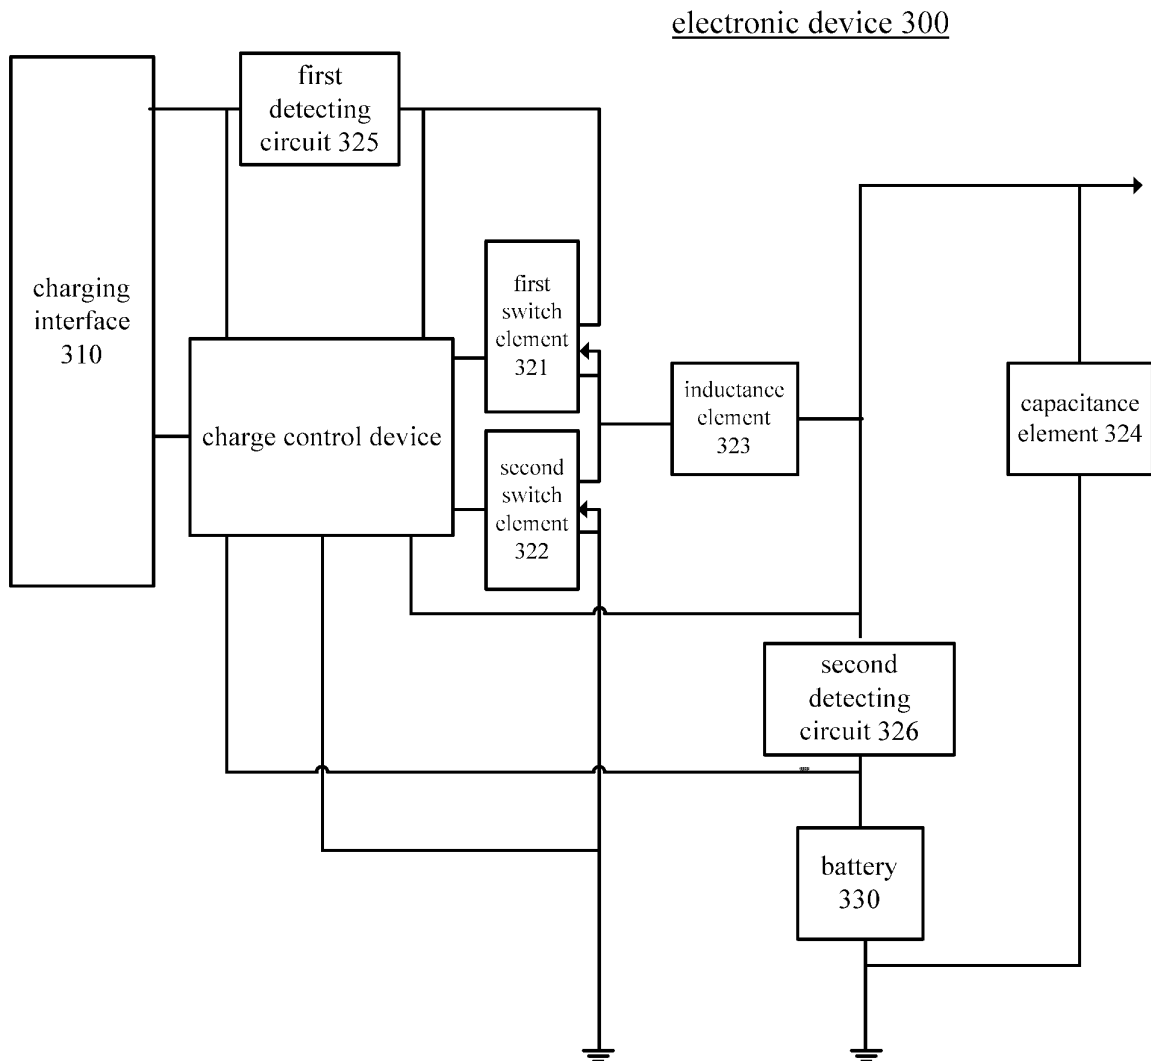 electronic device 300
first
detecting
circuit 325
charging
interface
310
first
switch
element
321
charge control device
inductance
element
323
capacitance
element 324
second
switch
element
322
second
detecting
circuit 326
battery
330